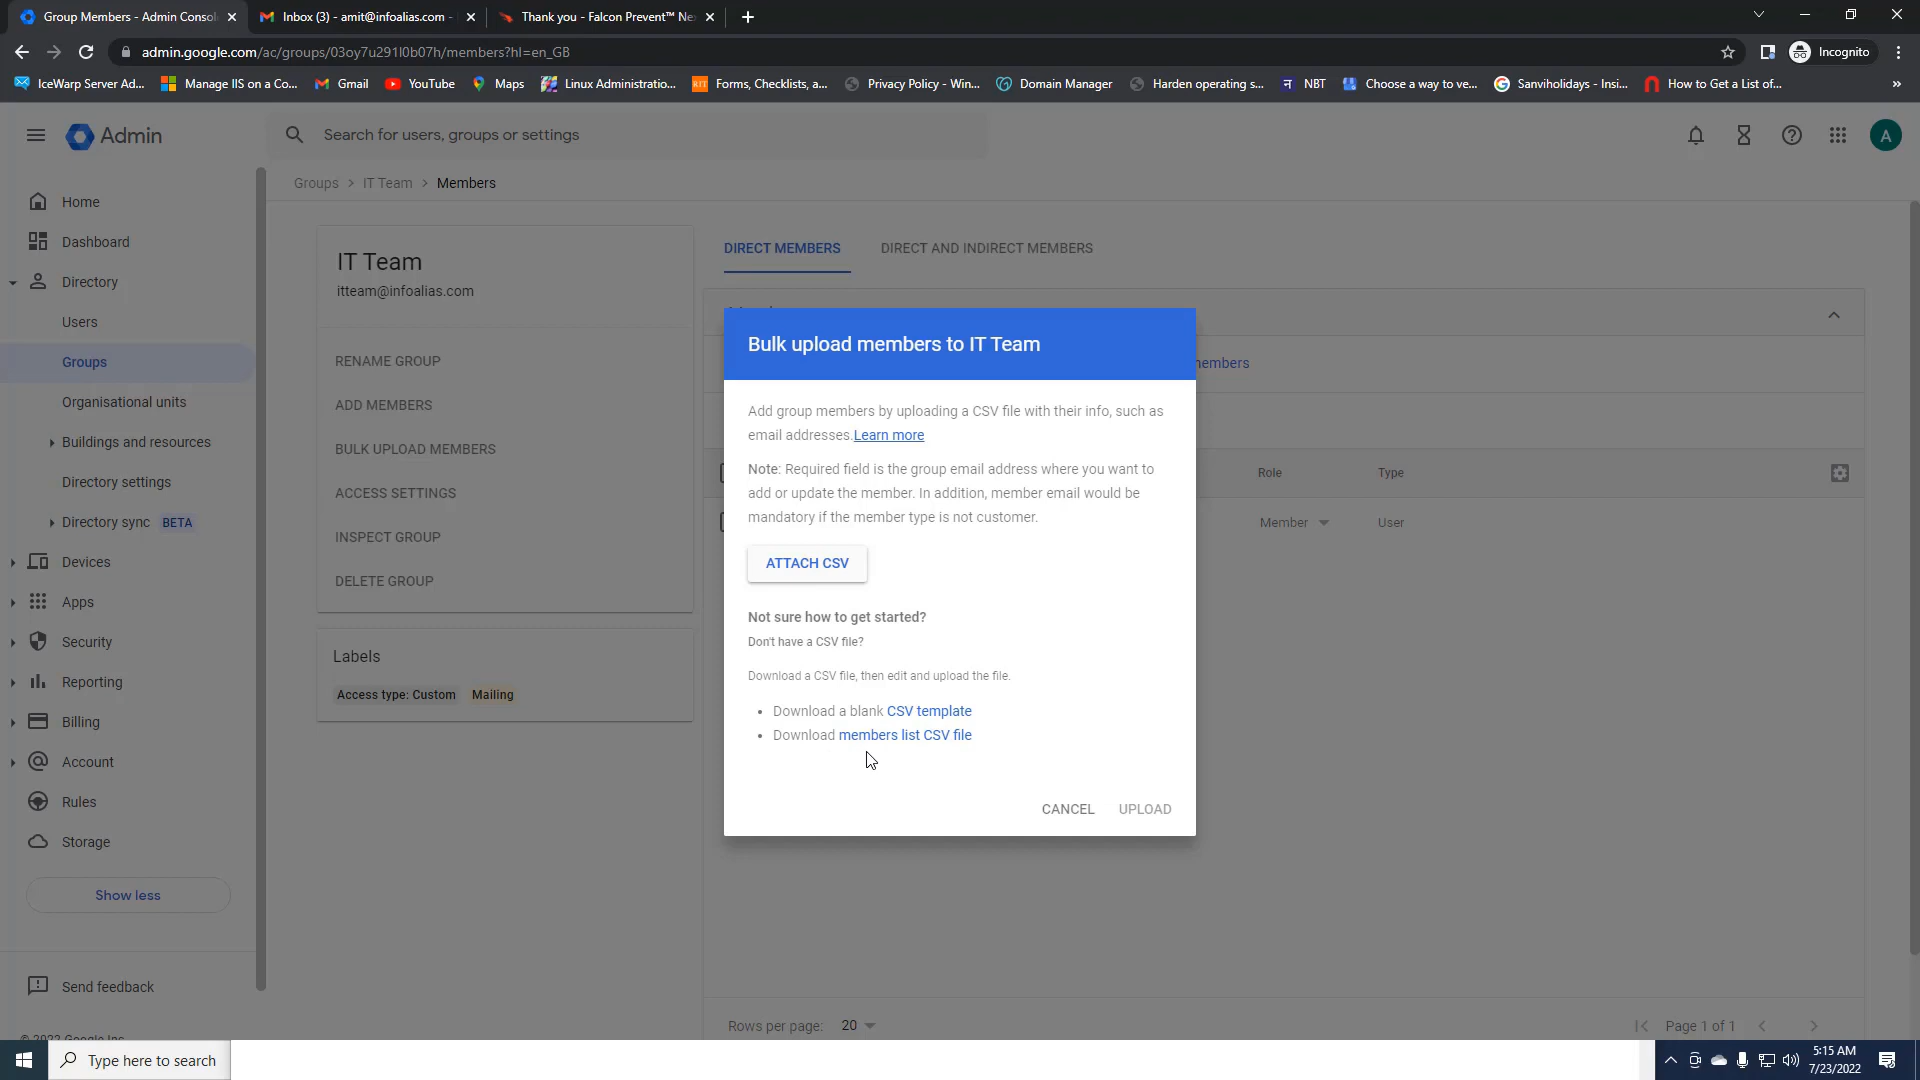 Group Members - Admin Consol
Inbox (3) - amit@infoalias.com -
Thank you - Falcon Prevent™ Ne
admin.google.com/ac/groups/03oy7u291l0b07h/members?hl=en_GB
Incognito
IceWarp Server Ad...
Manage IIS on a Co...
Gmail
YouTube
Maps
Linux Administratio...
Forms, Checklists, a...
Privacy Policy - Win...
Domain Manager
Harden operating s...
NBT
Choose a way to ve...
Sanviholidays - Insi...
How to Get a List of...
»
Admin
Search for users, groups or settings
A
Home
Dashboard
Directory
Users
Groups
Organisational units
Buildings and resources
Directory settings
Directory sync BETA
Devices
Apps
Security
Reporting
Billing
Account
Rules
Storage
Show less
Send feedback
© 2022 Google Inc.
Groups > IT Team > Members
IT Team
itteam@infoalias.com
RENAME GROUP
ADD MEMBERS
BULK UPLOAD MEMBERS
ACCESS SETTINGS
INSPECT GROUP
DELETE GROUP
Labels
Access type: Custom Mailing
DIRECT MEMBERS
DIRECT AND INDIRECT MEMBERS
members
Role
Type
Member
User
Bulk upload members to IT Team
Add group members by uploading a CSV file with their info, such as
email addresses.Learn more
Note: Required field is the group email address where you want to
add or update the member. In addition, member email would be
mandatory if the member type is not customer.
ATTACH CSV
Not sure how to get started?
Don't have a CSV file?
Download a CSV file, then edit and upload the file.
• Download a blank CSV template
• Download members list CSV file
CANCEL
UPLOAD
Rows per page: 20
Page 1 of 1
Type here to search
5:15 AM
7/23/2022